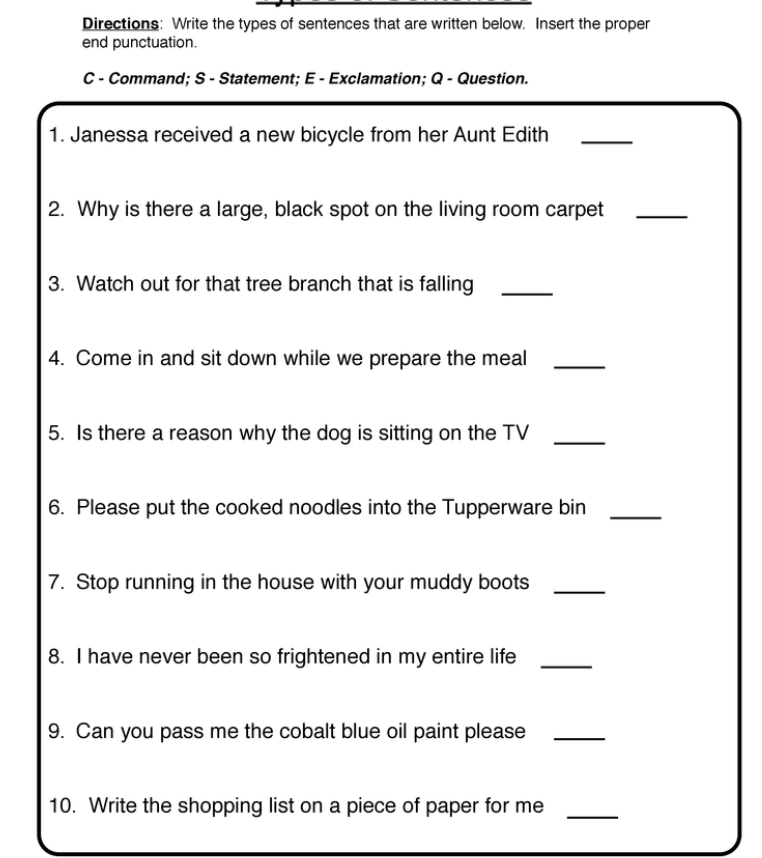 Directions: Write the types of sentences that are written below. Insert the proper
end punctuation.
C - Command; S - Statement; E - Exclamation; Q - Question.
1. Janessa received a new bicycle from her Aunt Edith _____
2. Why is there a large, black spot on the living room carpet _____
3. Watch out for that tree branch that is falling _____
4. Come in and sit down while we prepare the meal _____
5. Is there a reason why the dog is sitting on the TV _____
6. Please put the cooked noodles into the Tupperware bin _____
7. Stop running in the house with your muddy boots _____
8. I have never been so frightened in my entire life _____
9. Can you pass me the cobalt blue oil paint please _____
10. Write the shopping list on a piece of paper for me _____